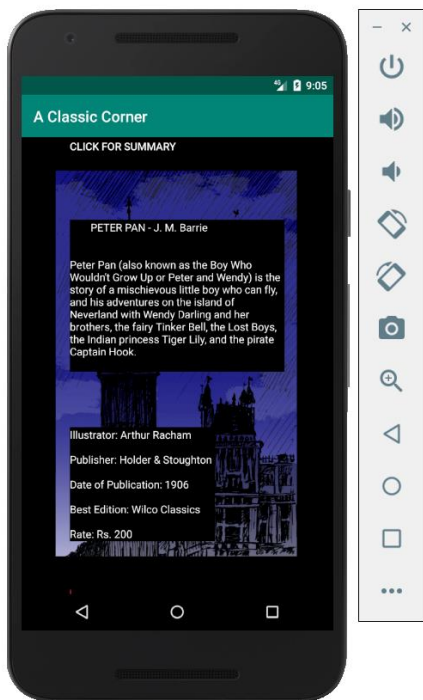 4G 9:05
A Classic Corner
CLICK FOR SUMMARY
PETER PAN - J. M. Barrie
Peter Pan (also known as the Boy Who
Wouldn't Grow Up or Peter and Wendy) is the
story of a mischievous little boy who can fly,
and his adventures on the island of
Neverland with Wendy Darling and her
brothers, the fairy Tinker Bell, the Lost Boys,
the Indian princess Tiger Lily, and the pirate
Captain Hook.
Illustrator: Arthur Racham
Publisher: Holder & Stoughton
Date of Publication: 1906
Best Edition: Wilco Classics
Rate: Rs. 200